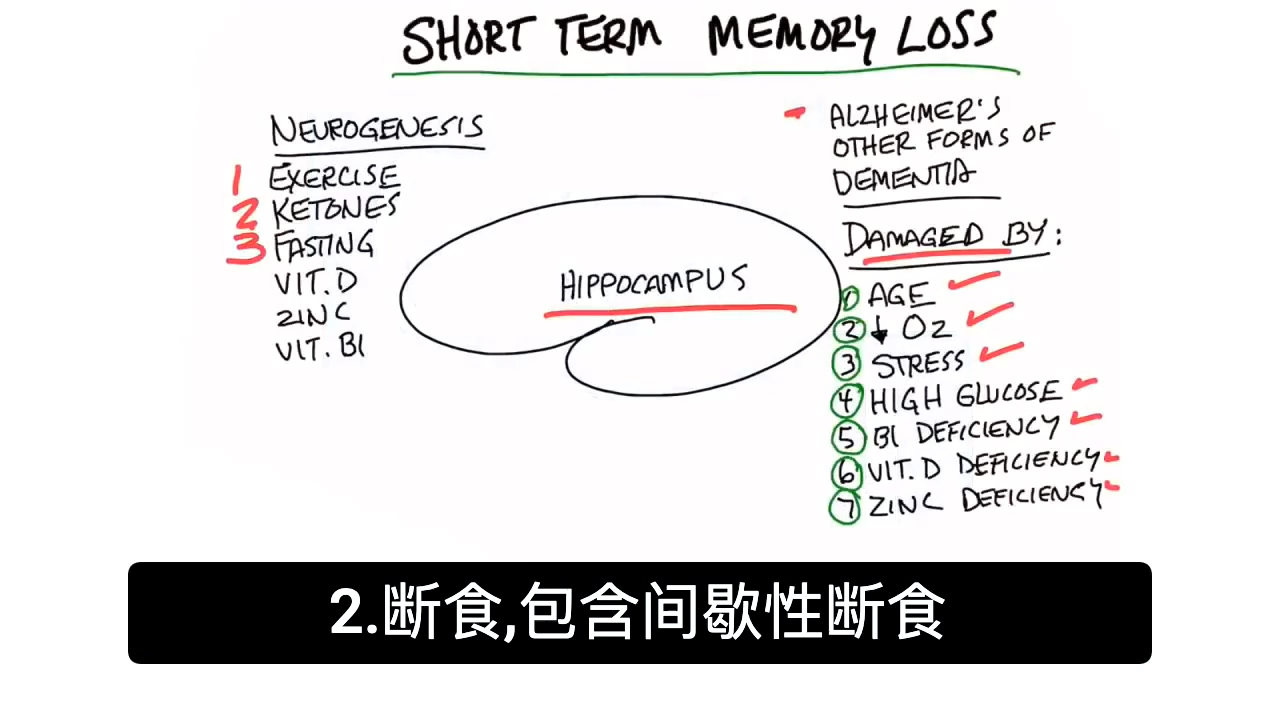 SHORT TERM MEMORY LOSS
NEUROGENESIS
1 EXERCISE
2 KETONES
3 FASTING
VIT. D
ZINC
VIT. B1
HIPPOCAMPUS
- ALZHEIMER'S
OTHER FORMS OF
DEMENTIA
DAMAGED BY:
① AGE ✓
② ↓ O2 ✓
③ STRESS ✓
④ HIGH GLUCOSE ✓
⑤ B1 DEFICIENCY ✓
⑥ VIT. D DEFICIENCY ✓
⑦ ZINC DEFICIENCY ✓
2.断食,包含间歇性断食